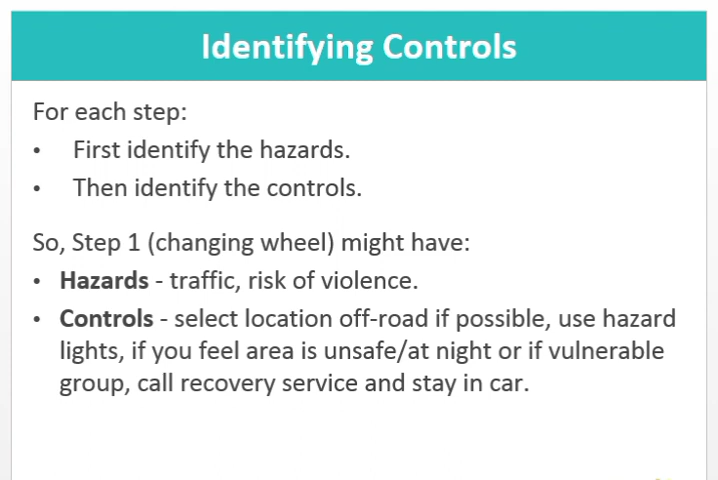 Identifying Controls
For each step:
• First identify the hazards.
• Then identify the controls.
So, Step 1 (changing wheel) might have:
• Hazards - traffic, risk of violence.
• Controls - select location off-road if possible, use hazard
lights, if you feel area is unsafe/at night or if vulnerable
group, call recovery service and stay in car.